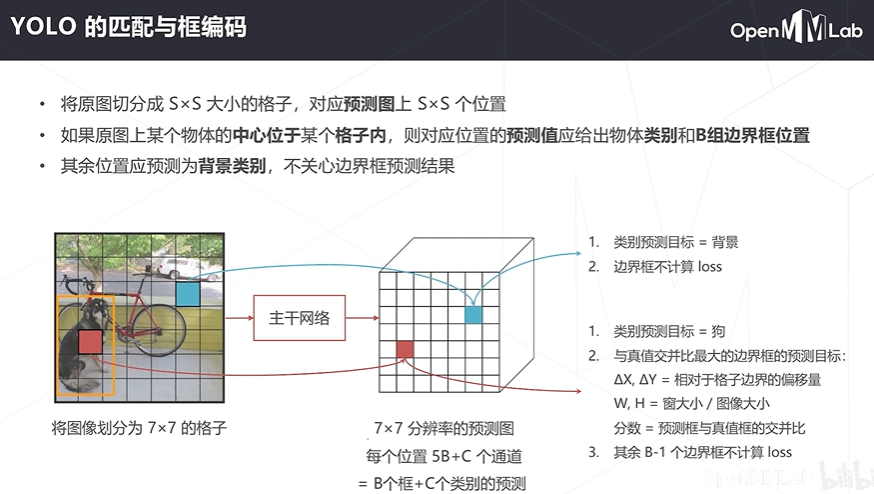 YOLO 的匹配与框编码
OpenMMLab
• 将原图切分成 S×S 大小的格子，对应预测图上 S×S 个位置
• 如果原图上某个物体的中心位于某个格子内，则对应位置的预测值应给出物体类别和B组边界框位置
• 其余位置应预测为背景类别，不关心边界框预测结果
主干网络
将图像划分为 7×7 的格子
7×7 分辨率的预测图
每个位置 5B+C 个通道
= B个框+C个类别的预测
1. 类别预测目标 = 背景
2. 边界框不计算 loss
1. 类别预测目标 = 狗
2. 与真值交并比最大的边界框的预测目标：
ΔX, ΔY = 相对于格子边界的偏移量
W, H = 窗大小 / 图像大小
分数 = 预测框与真值框的交并比
3. 其余 B-1 个边界框不计算 loss